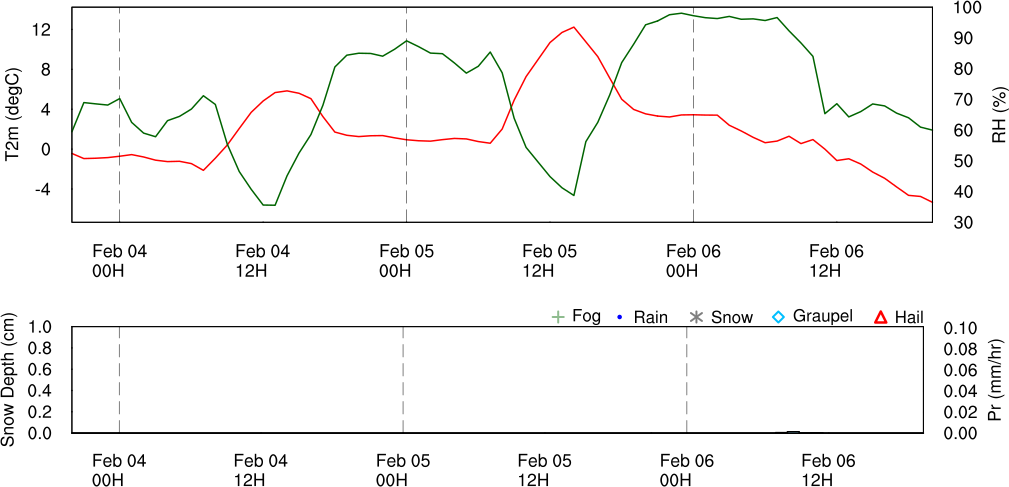 T2m (degC)
12
8
4
0
-4
100
90
80
70
60
50
40
30
RH (%)
Feb 04 Feb 04 Feb 05 Feb 05 Feb 06 Feb 06
00H 12H 00H 12H 00H 12H
Fog Rain Snow Graupel Hail
Snow Depth (cm)
1.0
0.8
0.6
0.4
0.2
0.0
0.10
0.08
0.06
0.04
0.02
0.00
Pr (mm/hr)
Feb 04 Feb 04 Feb 05 Feb 05 Feb 06 Feb 06
00H 12H 00H 12H 00H 12H